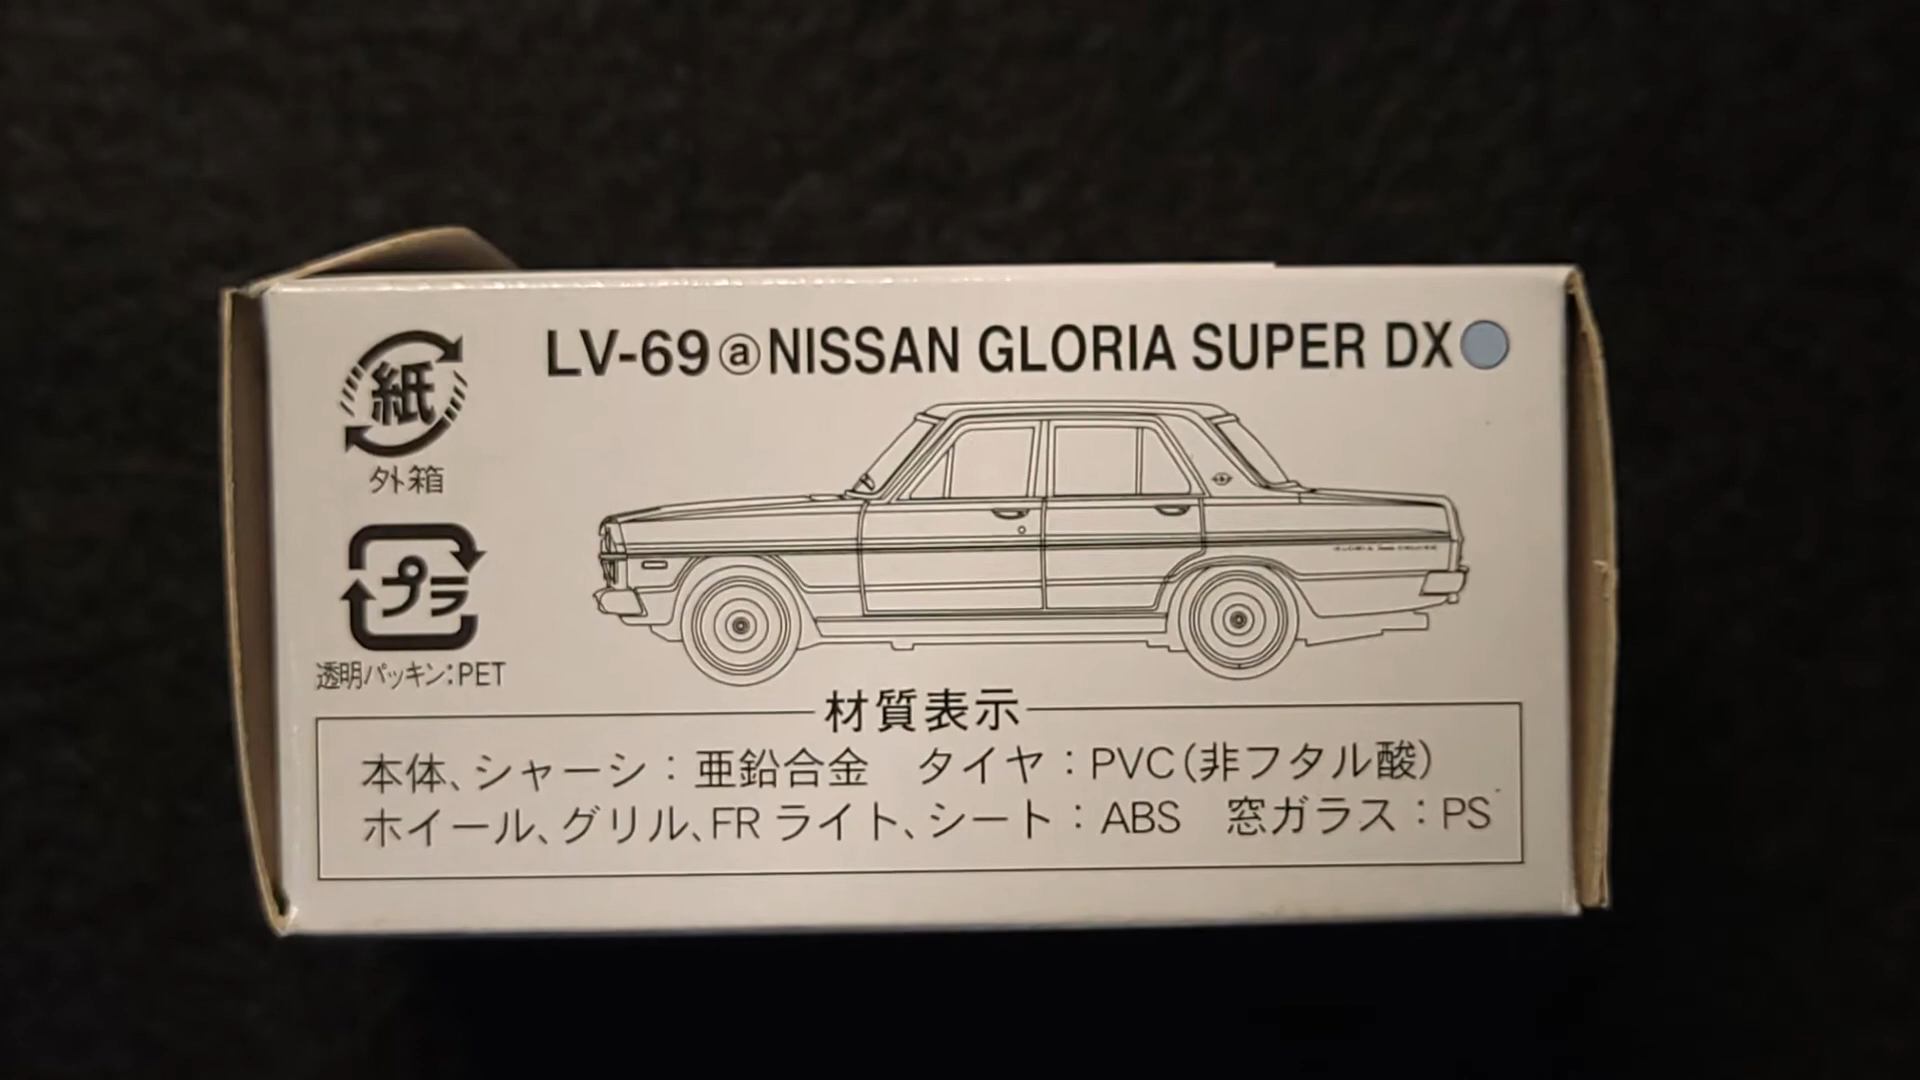 LV-69ⓐNISSAN GLORIA SUPER DX
紙
外箱
プラ
透明パッキン:PET
材質表示
本体、シャーシ:亜鉛合金 タイヤ:PVC(非フタル酸)
ホイール、グリル、FRライト、シート:ABS 窓ガラス:PS